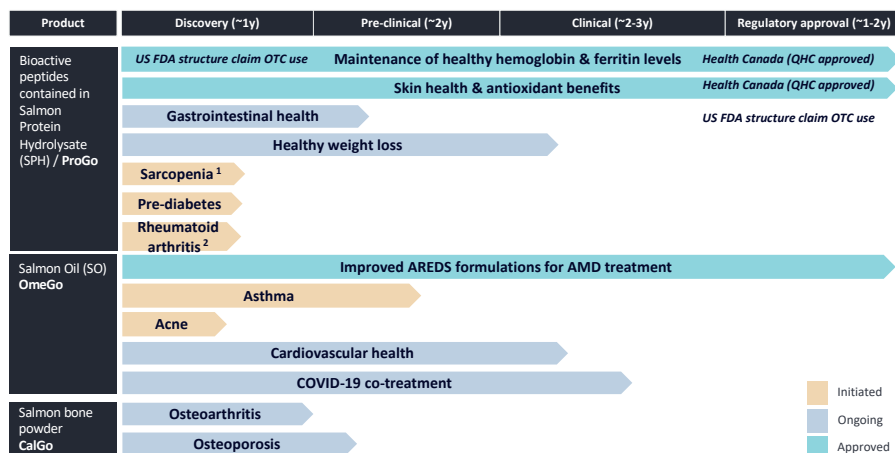 Product
Discovery (~1y)
Pre-clinical (~2y)
Clinical (~2-3y)
Regulatory approval (~1-2y)
Bioactive
peptides
contained in
Salmon
Protein
Hydrolysate
(SPH) / ProGo
US FDA structure claim OTC use
Maintenance of healthy hemoglobin & ferritin levels
Health Canada (QHC approved)
Skin health & antioxidant benefits
Health Canada (QHC approved)
Gastrointestinal health
US FDA structure claim OTC use
Healthy weight loss
Sarcopenia 1
Pre-diabetes
Rheumatoid
arthritis 2
Salmon Oil (SO)
OmeGo
Improved AREDS formulations for AMD treatment
Asthma
Acne
Cardiovascular health
COVID-19 co-treatment
Salmon bone
powder
CalGo
Osteoarthritis
Osteoporosis
Initiated
Ongoing
Approved